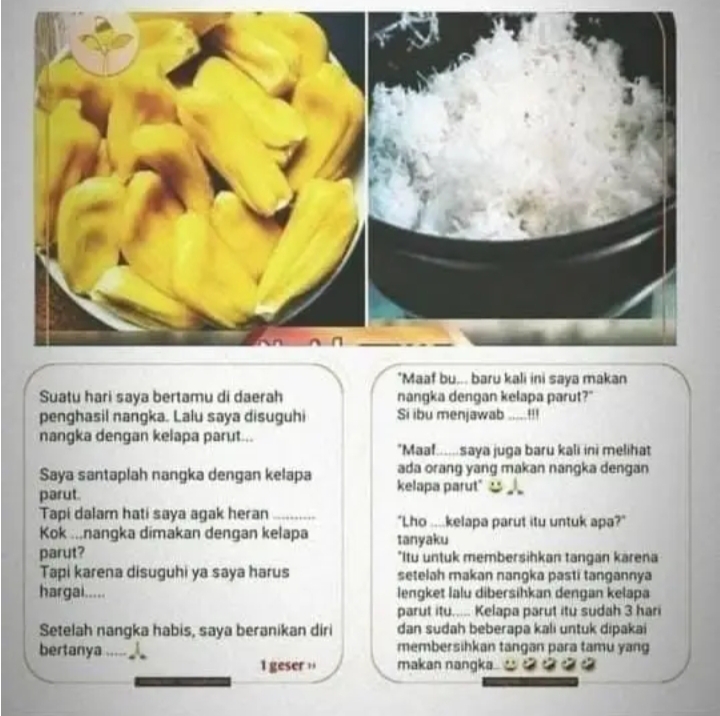 Suatu hari saya bertamu di daerah
penghasil nangka. Lalu saya disuguhi
nangka dengan kelapa parut...
Saya santaplah nangka dengan kelapa
parut.
Tapi dalam hati saya agak heran ..........
Kok ...nangka dimakan dengan kelapa
parut?
Tapi karena disuguhi ya saya harus
hargai.....
Setelah nangka habis, saya beranikan diri
bertanya .....🙏
1 geser »
"Maaf bu... baru kali ini saya makan
nangka dengan kelapa parut?"
Si ibu menjawab .....!!!
"Maaf......saya juga baru kali ini melihat
ada orang yang makan nangka dengan
kelapa parut" 😃🙏
"Lho ....kelapa parut itu untuk apa?"
tanyaku
"Itu untuk membersihkan tangan karena
setelah makan nangka pasti tangannya
lengket lalu dibersihkan dengan kelapa
parut itu..... Kelapa parut itu sudah 3 hari
dan sudah beberapa kali untuk dipakai
membersihkan tangan para tamu yang
makan nangka.. 😃🤣🤣🤣🤣